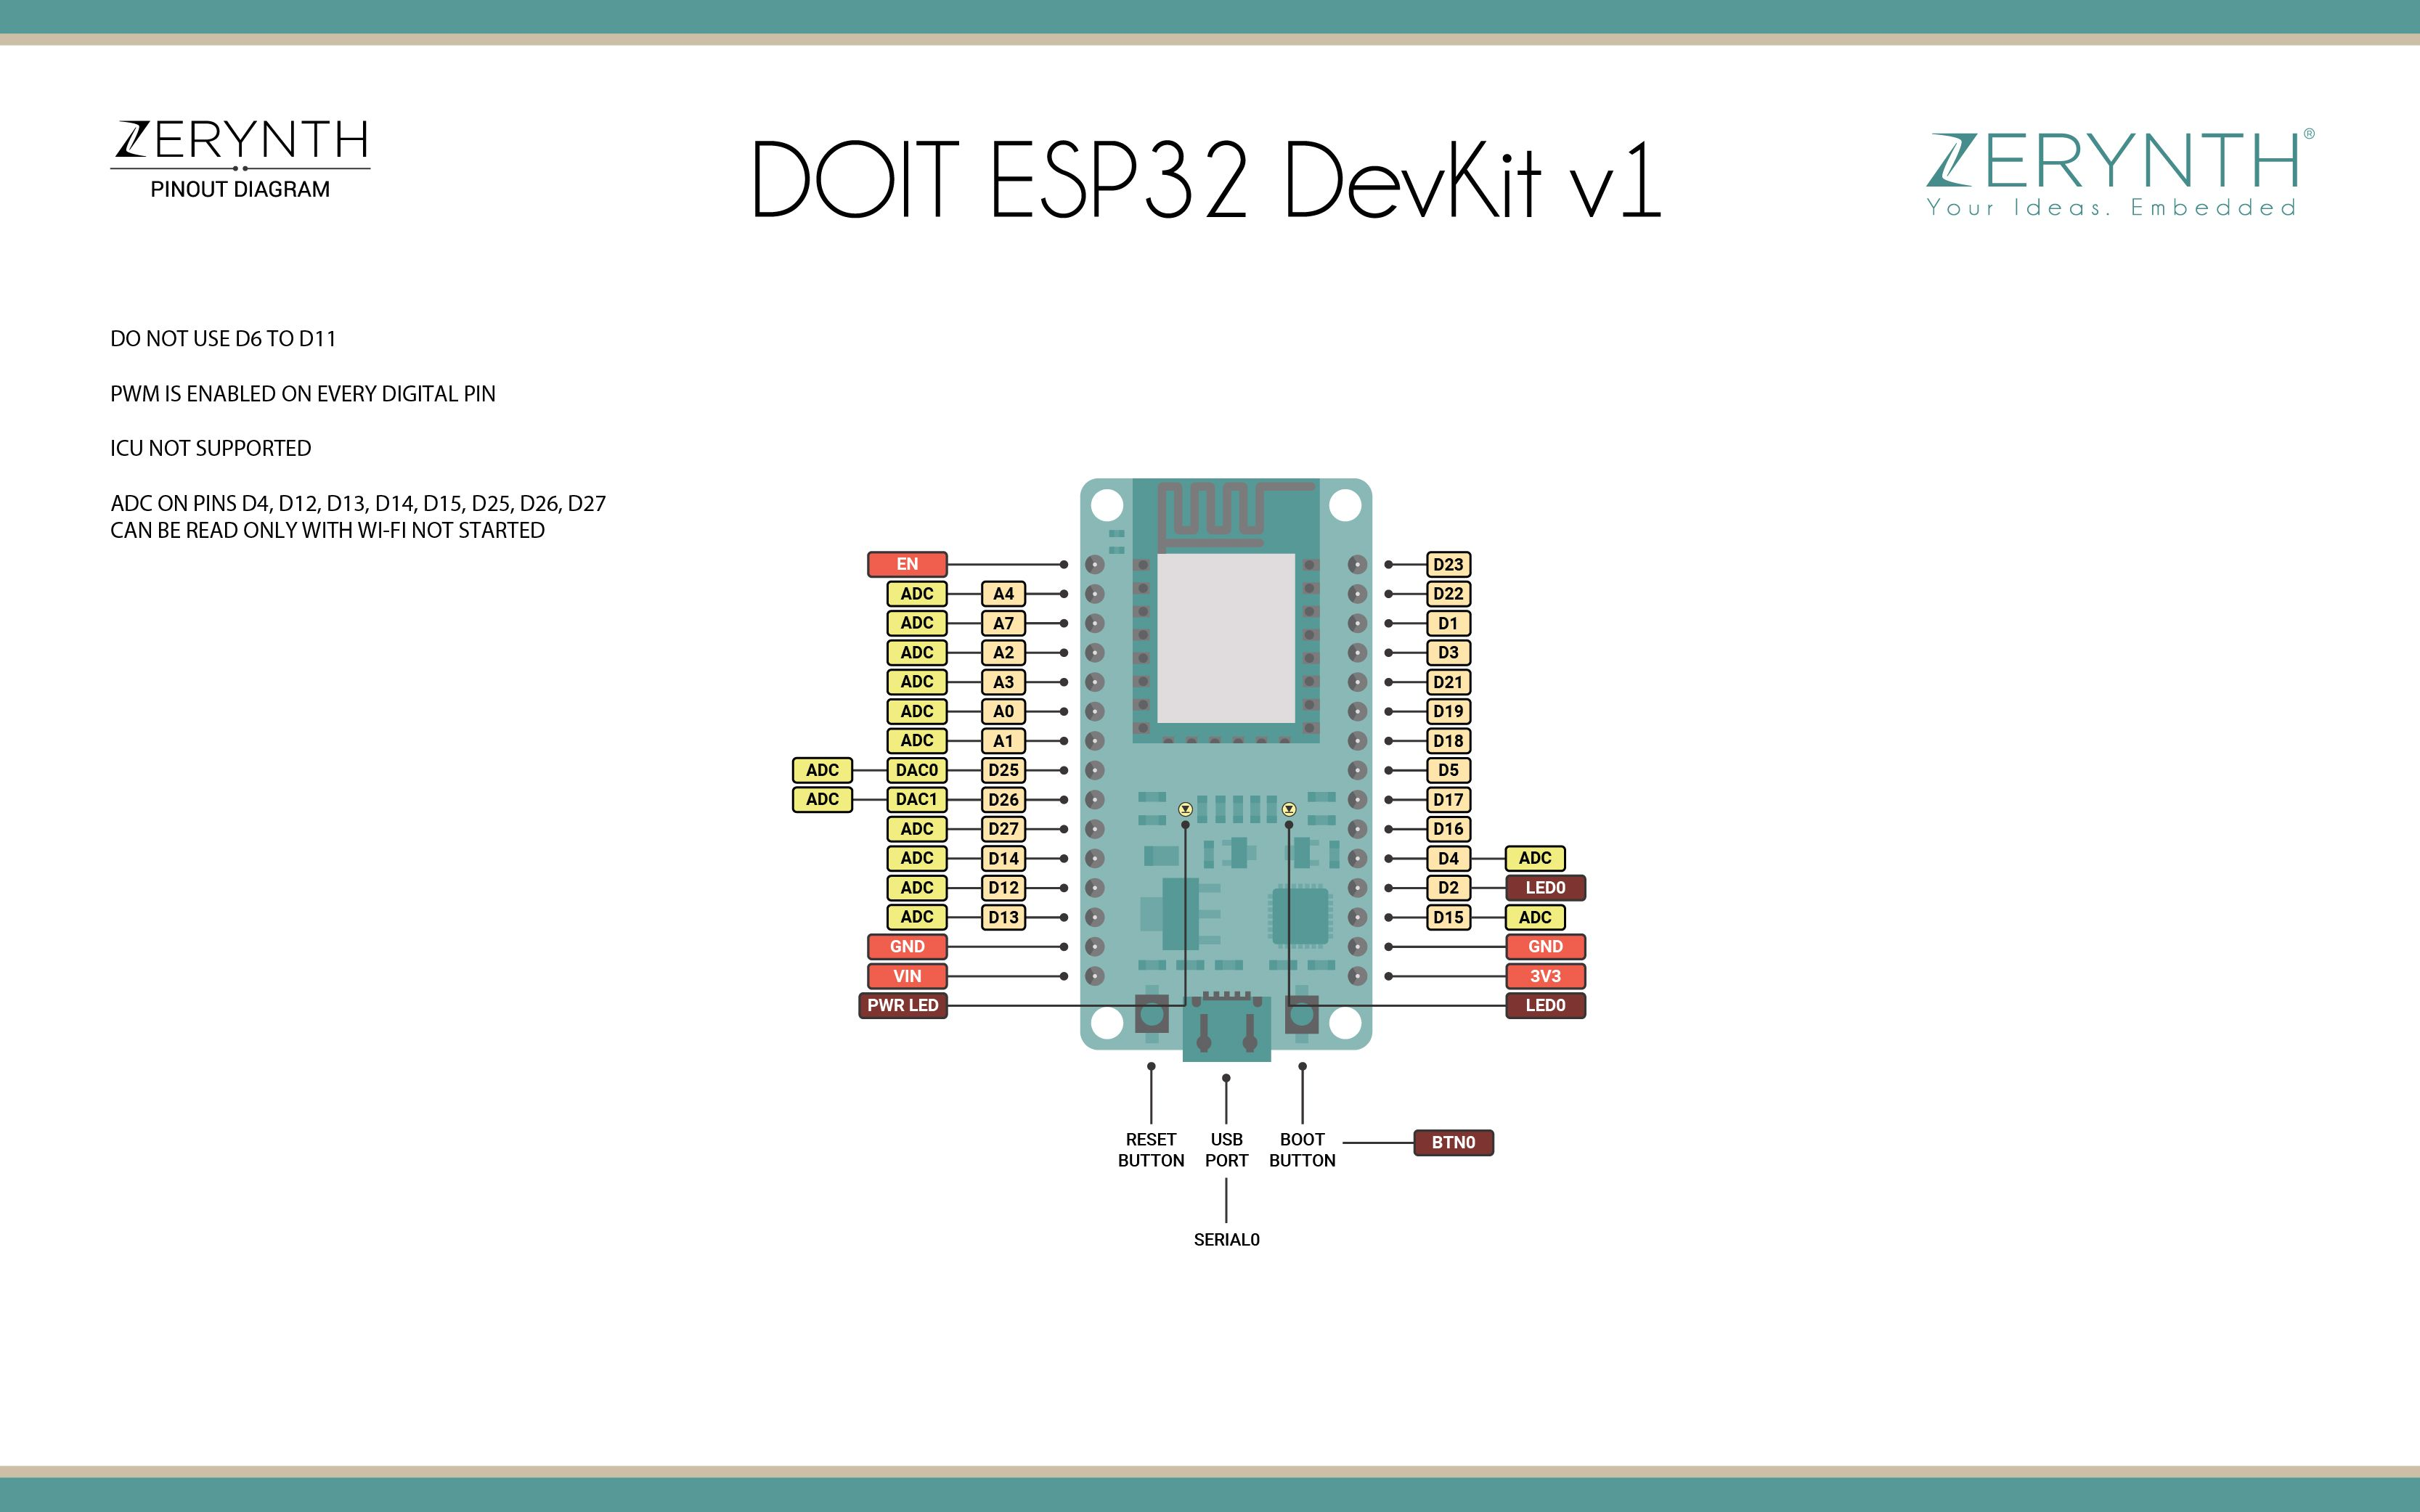 ZERYNTH
PINOUT DIAGRAM
DOIT ESP32 DevKit v1
ZERYNTH®
Your Ideas. Embedded
DO NOT USE D6 TO D11
PWM IS ENABLED ON EVERY DIGITAL PIN
ICU NOT SUPPORTED
ADC ON PINS D4, D12, D13, D14, D15, D25, D26, D27
CAN BE READ ONLY WITH WI-FI NOT STARTED
EN D23
ADC A4 D22
ADC A7 D1
ADC A2 D3
ADC A3 D21
ADC A0 D19
ADC A1 D18
ADC DAC0 D25 D5
ADC DAC1 D26 D17
ADC D27 D16
ADC D14 D4 ADC
ADC D12 D2 LED0
ADC D13 D15 ADC
GND GND
VIN 3V3
PWR LED LED0
RESET BUTTON
USB PORT
BOOT BUTTON
BTN0
SERIAL0